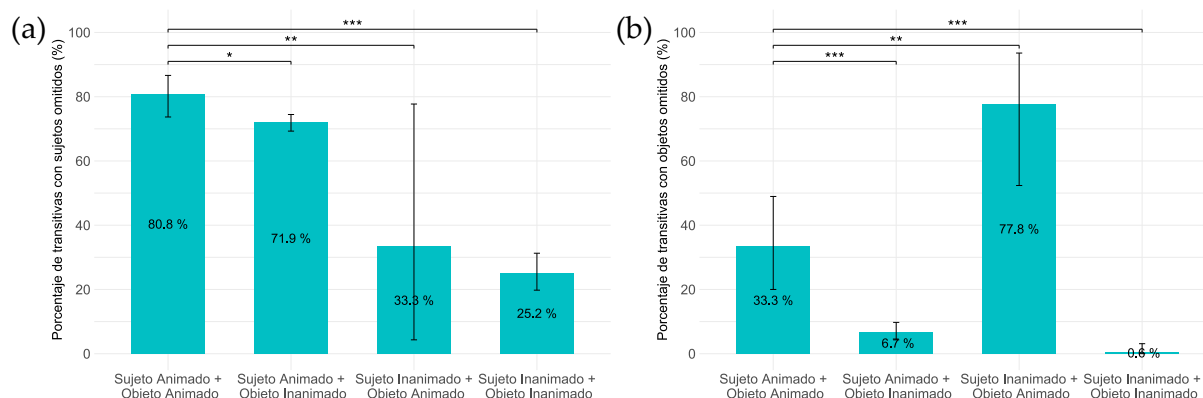 (a)
Porcentaje de transitivas con sujetos omitidos (%)
100
80
60
40
20
0
***
**
*
80.8 %
71.9 %
33.3 %
25.2 %
Sujeto Animado +
Objeto Animado
Sujeto Animado +
Objeto Inanimado
Sujeto Inanimado +
Objeto Animado
Sujeto Inanimado +
Objeto Inanimado
(b)
Porcentaje de transitivas con objetos omitidos (%)
100
80
60
40
20
0
***
**
***
33.3 %
6.7 %
77.8 %
0.6 %
Sujeto Animado +
Objeto Animado
Sujeto Animado +
Objeto Inanimado
Sujeto Inanimado +
Objeto Animado
Sujeto Inanimado +
Objeto Inanimado